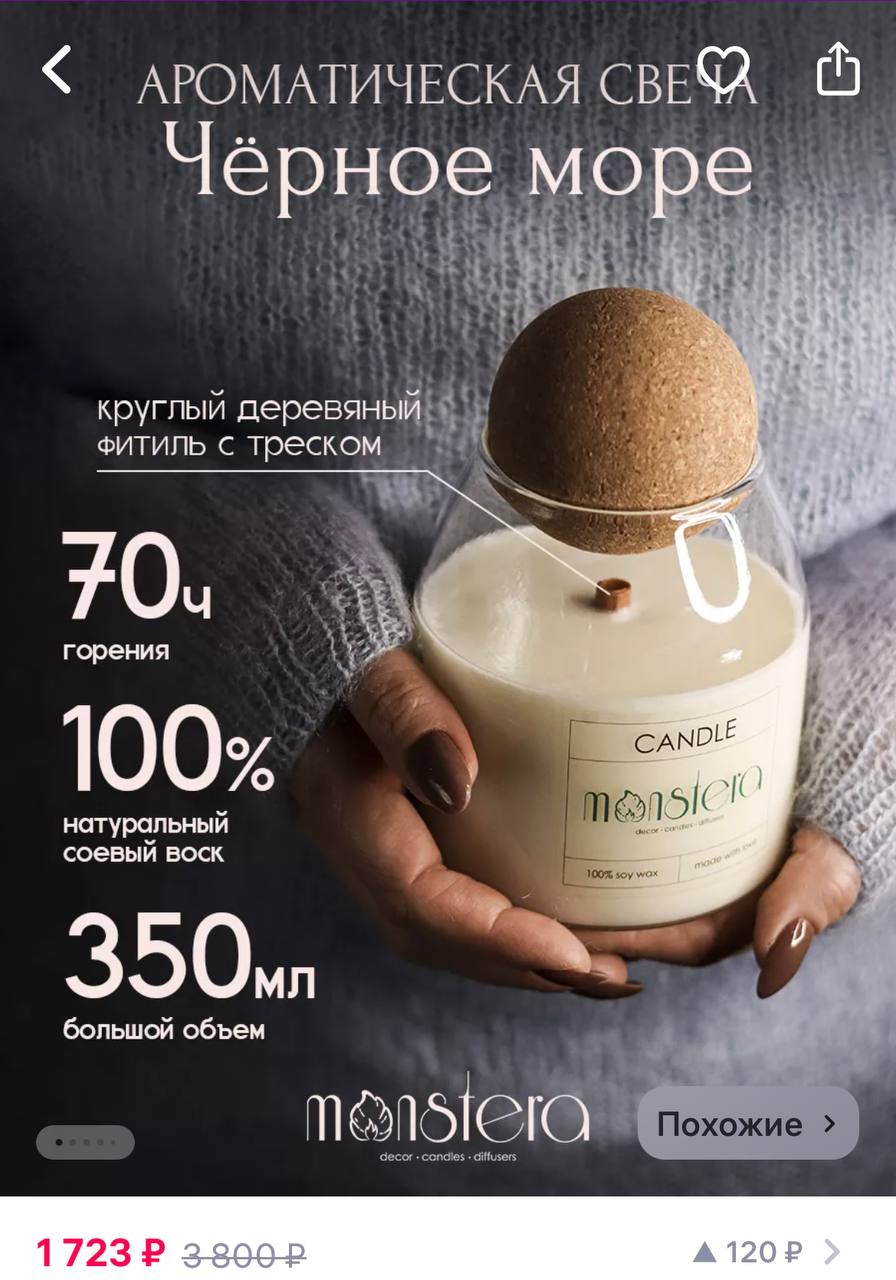 АРОМАТИЧЕСКАЯ СВЕЧА
Чёрное море
круглый деревяный
фитиль с треском
70ч
горения
100%
натуральный
соевый воск
350мл
большой объем
CANDLE
monstera
decor · candles · diffusers
100% soy wax
made with love
monstera
decor · candles · diffusers
Похожие
1 723 ₽ 3 800 ₽
120 ₽